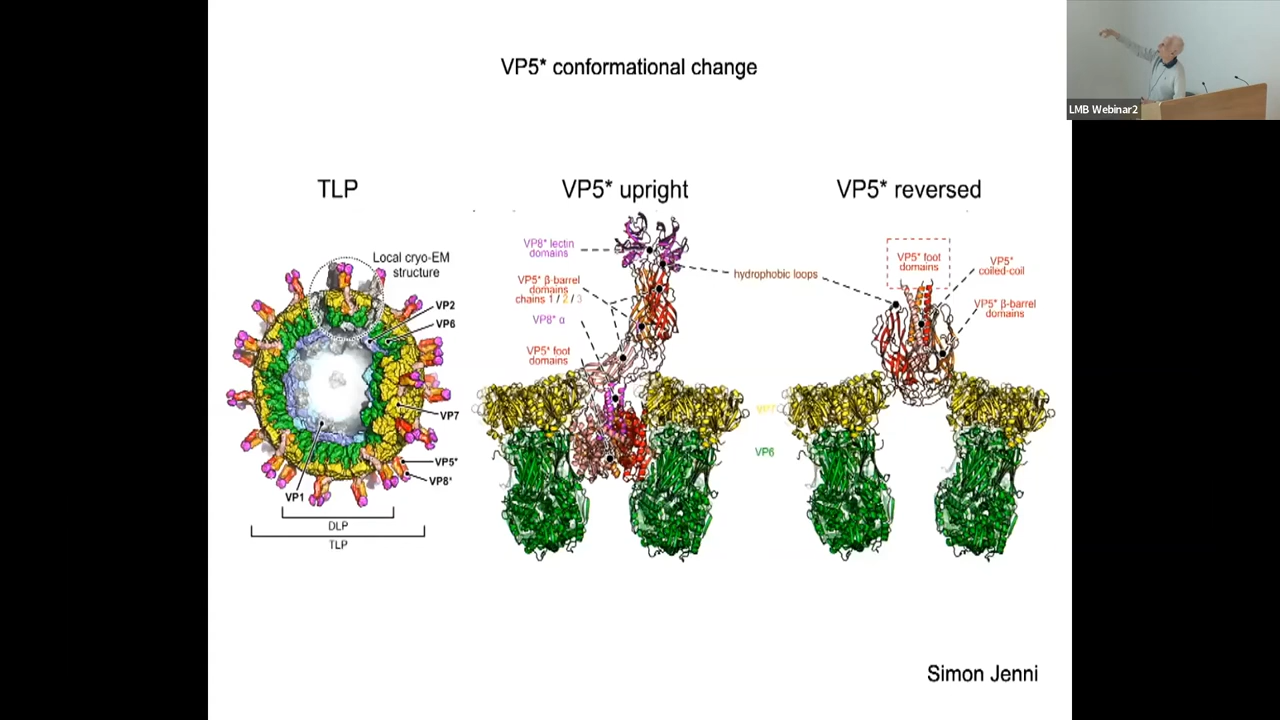 VP5* conformational change
LMB Webinar2
TLP
VP5* upright
VP5* reversed
Local cryo-EM
structure
VP2
VP6
VP7
VP5*
VP8*
VP1
DLP
TLP
VP8* lectin
domains
VP5* β-barrel
domains
chains 1 / 2 / 3
VP8* α
VP5* foot
domains
hydrophobic loops
VP7
VP6
VP5* foot
domains
VP5*
coiled-coil
VP5* β-barrel
domains
Simon Jenni